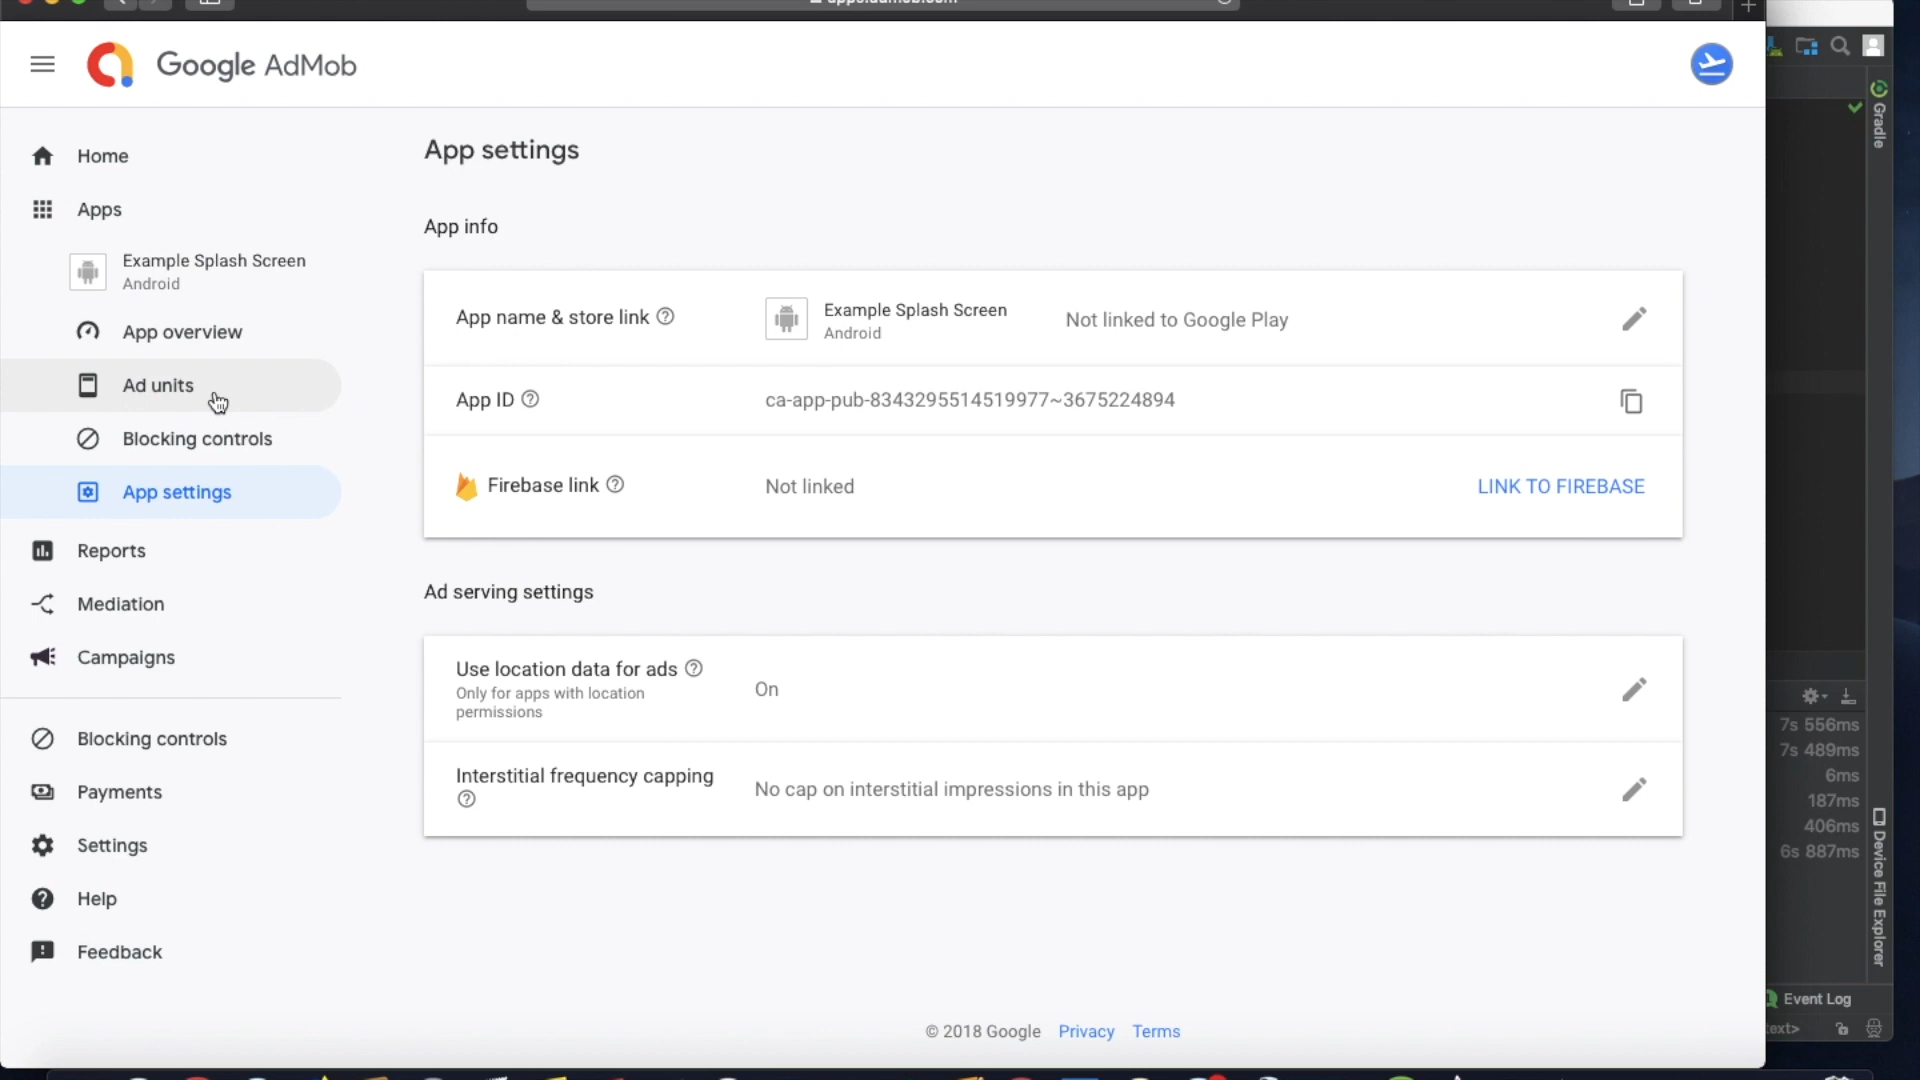 Google AdMob
Home
Apps
Example Splash Screen
Android
App overview
Ad units
Blocking controls
App settings
Reports
Mediation
Campaigns
Blocking controls
Payments
Settings
Help
Feedback
App settings
App info
App name & store link
Example Splash Screen
Android
Not linked to Google Play
App ID
ca-app-pub-8343295514519977~3675224894
Firebase link
Not linked
LINK TO FIREBASE
Ad serving settings
Use location data for ads
Only for apps with location
permissions
On
Interstitial frequency capping
No cap on interstitial impressions in this app
© 2018 Google Privacy Terms
Gradle
7s 556ms
7s 489ms
6ms
187ms
406ms
6s 887ms
Device File Explorer
Event Log
text>